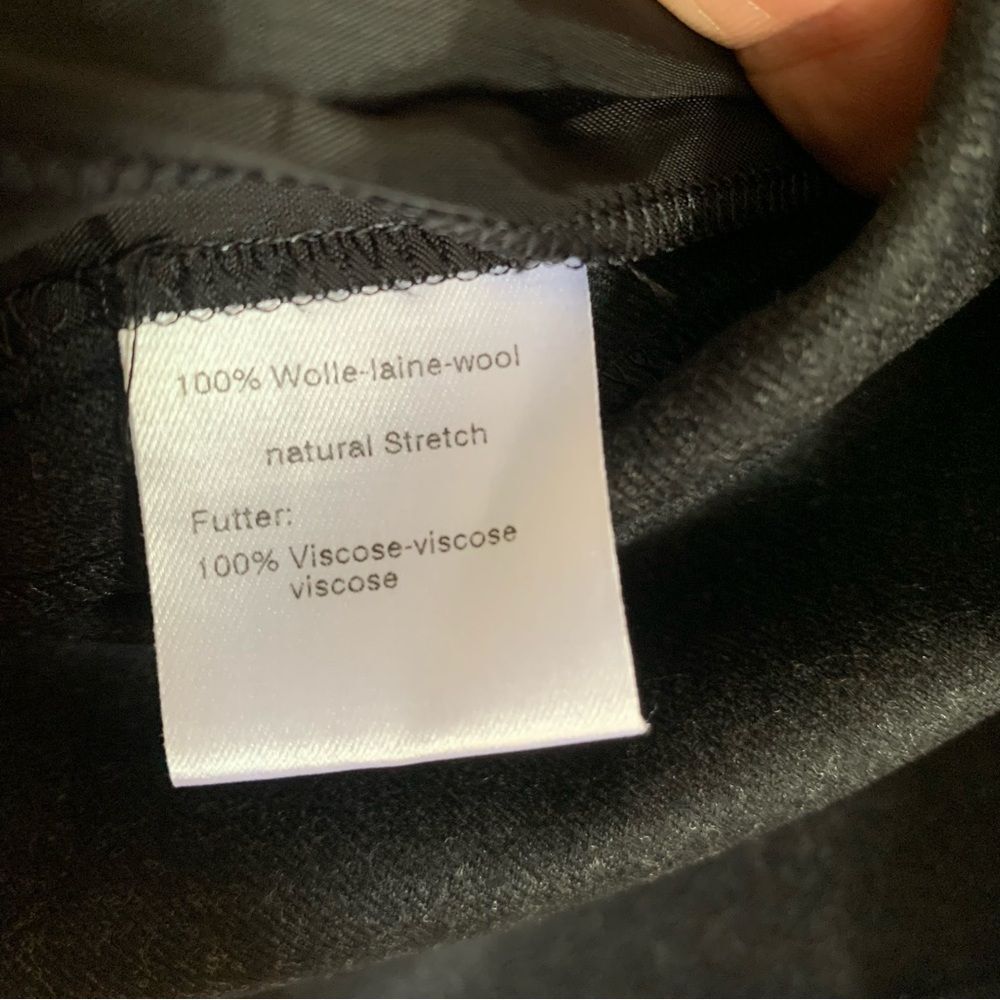 100% Wolle-laine-wool
natural Stretch
Futter:
100% Viscose-viscose
viscose